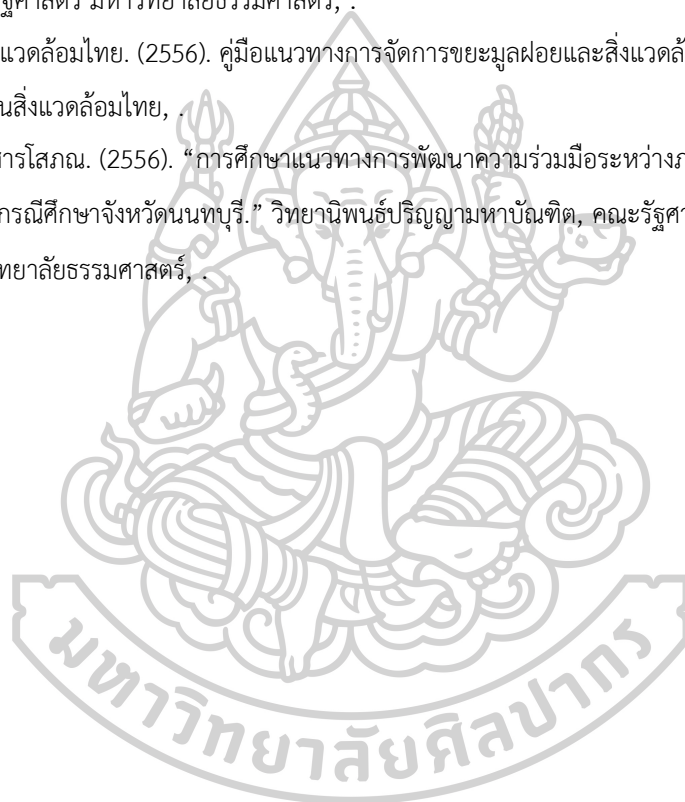 ฐศาสตร์ มหาวิทยาลัยธรรมศาสตร์, .
แวดล้อมไทย. (2556). คู่มือแนวทางการจัดการขยะมูลฝอยและสิ่งแวดล้
นสิ่งแวดล้อมไทย, .
สารโสภณ. (2556). “การศึกษาแนวทางการพัฒนาความร่วมมือระหว่างภ
กรณีศึกษาจังหวัดนนทบุรี.” วิทยานิพนธ์ปริญญามหาบัณฑิต, คณะรัฐศา
ทยาลัยธรรมศาสตร์, .
มหาวิทยาลัยศิลปากร